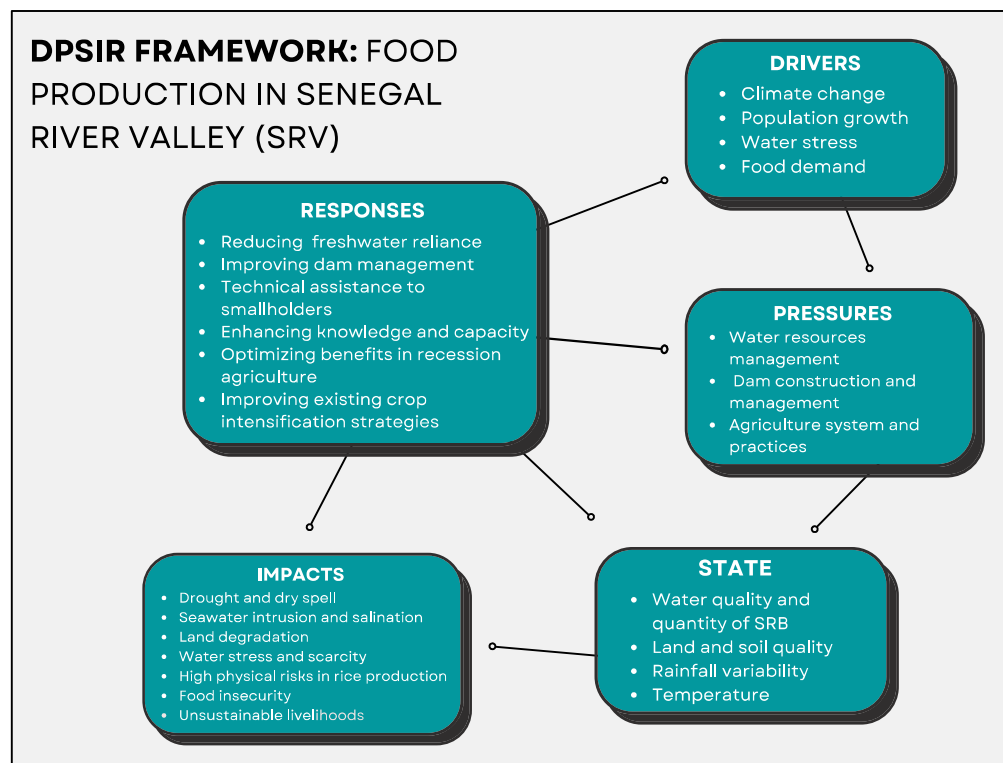 DPSIR FRAMEWORK: FOOD
PRODUCTION IN SENEGAL
RIVER VALLEY (SRV)
DRIVERS
• Climate change
• Population growth
• Water stress
• Food demand
RESPONSES
• Reducing freshwater reliance
• Improving dam management
• Technical assistance to
smallholders
• Enhancing knowledge and capacity
• Optimizing benefits in recession
agriculture
• Improving existing crop
intensification strategies
PRESSURES
• Water resources
management
• Dam construction and
management
• Agriculture system and
practices
IMPACTS
• Drought and dry spell
• Seawater intrusion and salination
• Land degradation
• Water stress and scarcity
• High physical risks in rice production
• Food insecurity
• Unsustainable livelihoods
STATE
• Water quality and
quantity of SRB
• Land and soil quality
• Rainfall variability
• Temperature